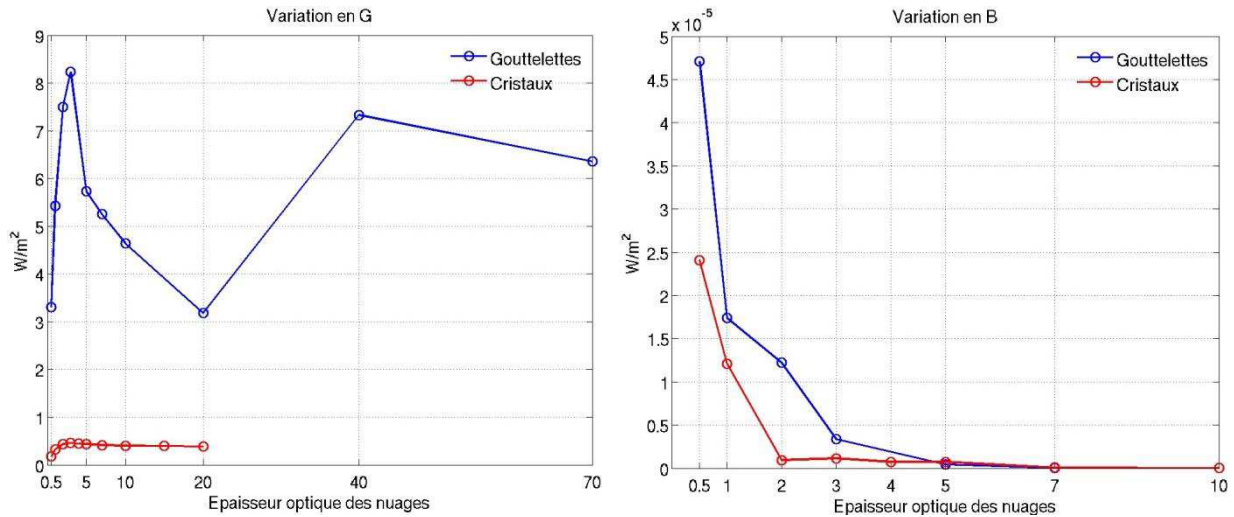 Variation en G
9
8
7
6
5
4
3
2
1
0
W/m²
Gouttelettes
Cristaux
0.5 5 10 20 40 70
Epaisseur optique des nuages
Variation en B
x 10⁻⁵
5
4.5
4
3.5
3
2.5
2
1.5
1
0.5
0
W/m²
Gouttelettes
Cristaux
0.5 1 2 3 4 5 7 10
Epaisseur optique des nuages